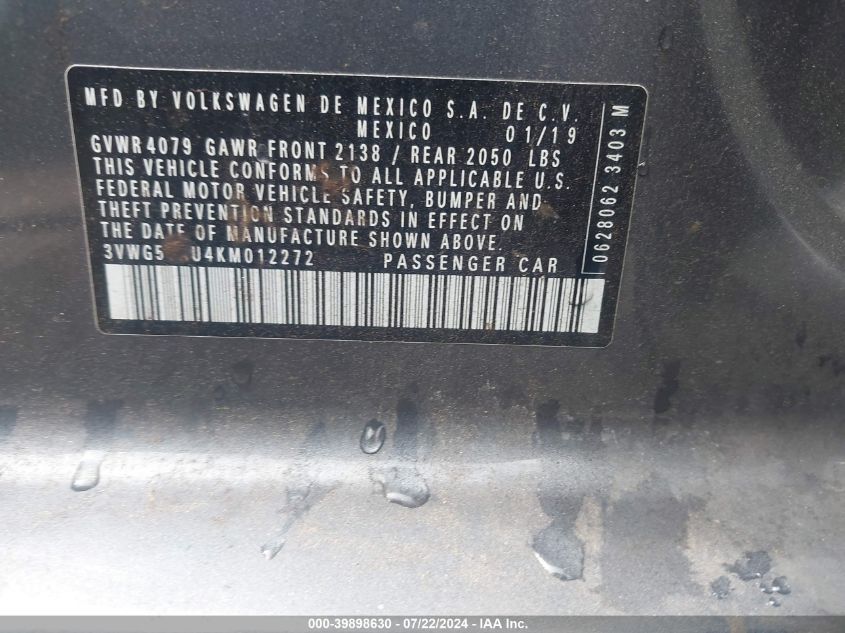 MFD BY VOLKSWAGEN DE MEXICO S.A. DE C.V.
MEXICO 01/19
GVWR 4079 GAWR FRONT 2138 / REAR 2050 LBS
THIS VEHICLE CONFORMS TO ALL APPLICABLE U.S.
FEDERAL MOTOR VEHICLE SAFETY, BUMPER AND
THEFT PREVENTION STANDARDS IN EFFECT ON
THE DATE OF MANUFACTURE SHOWN ABOVE.
3VWG5 U4KM012272 PASSENGER CAR
0628062 3403 M
000-39898630 - 07/22/2024 - IAA Inc.